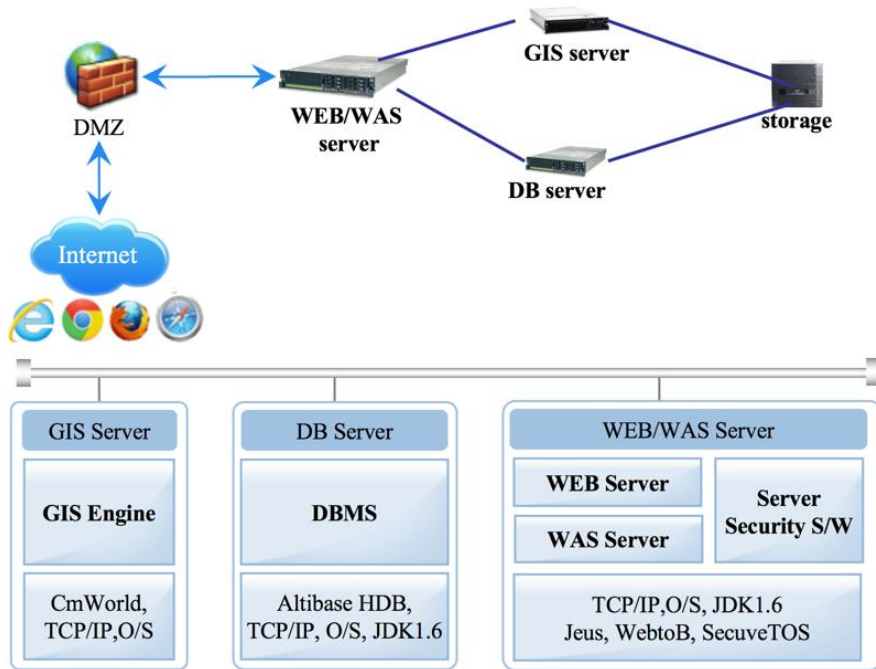 GIS server
DMZ
WEB/WAS
server
storage
DB server
Internet
GIS Server
DB Server
WEB/WAS Server
GIS Engine
DBMS
WEB Server
WAS Server
Server
Security S/W
CmWorld,
TCP/IP,O/S
Altibase HDB,
TCP/IP, O/S, JDK1.6
TCP/IP,O/S, JDK1.6
Jeus, WebtoB, SecuveTOS